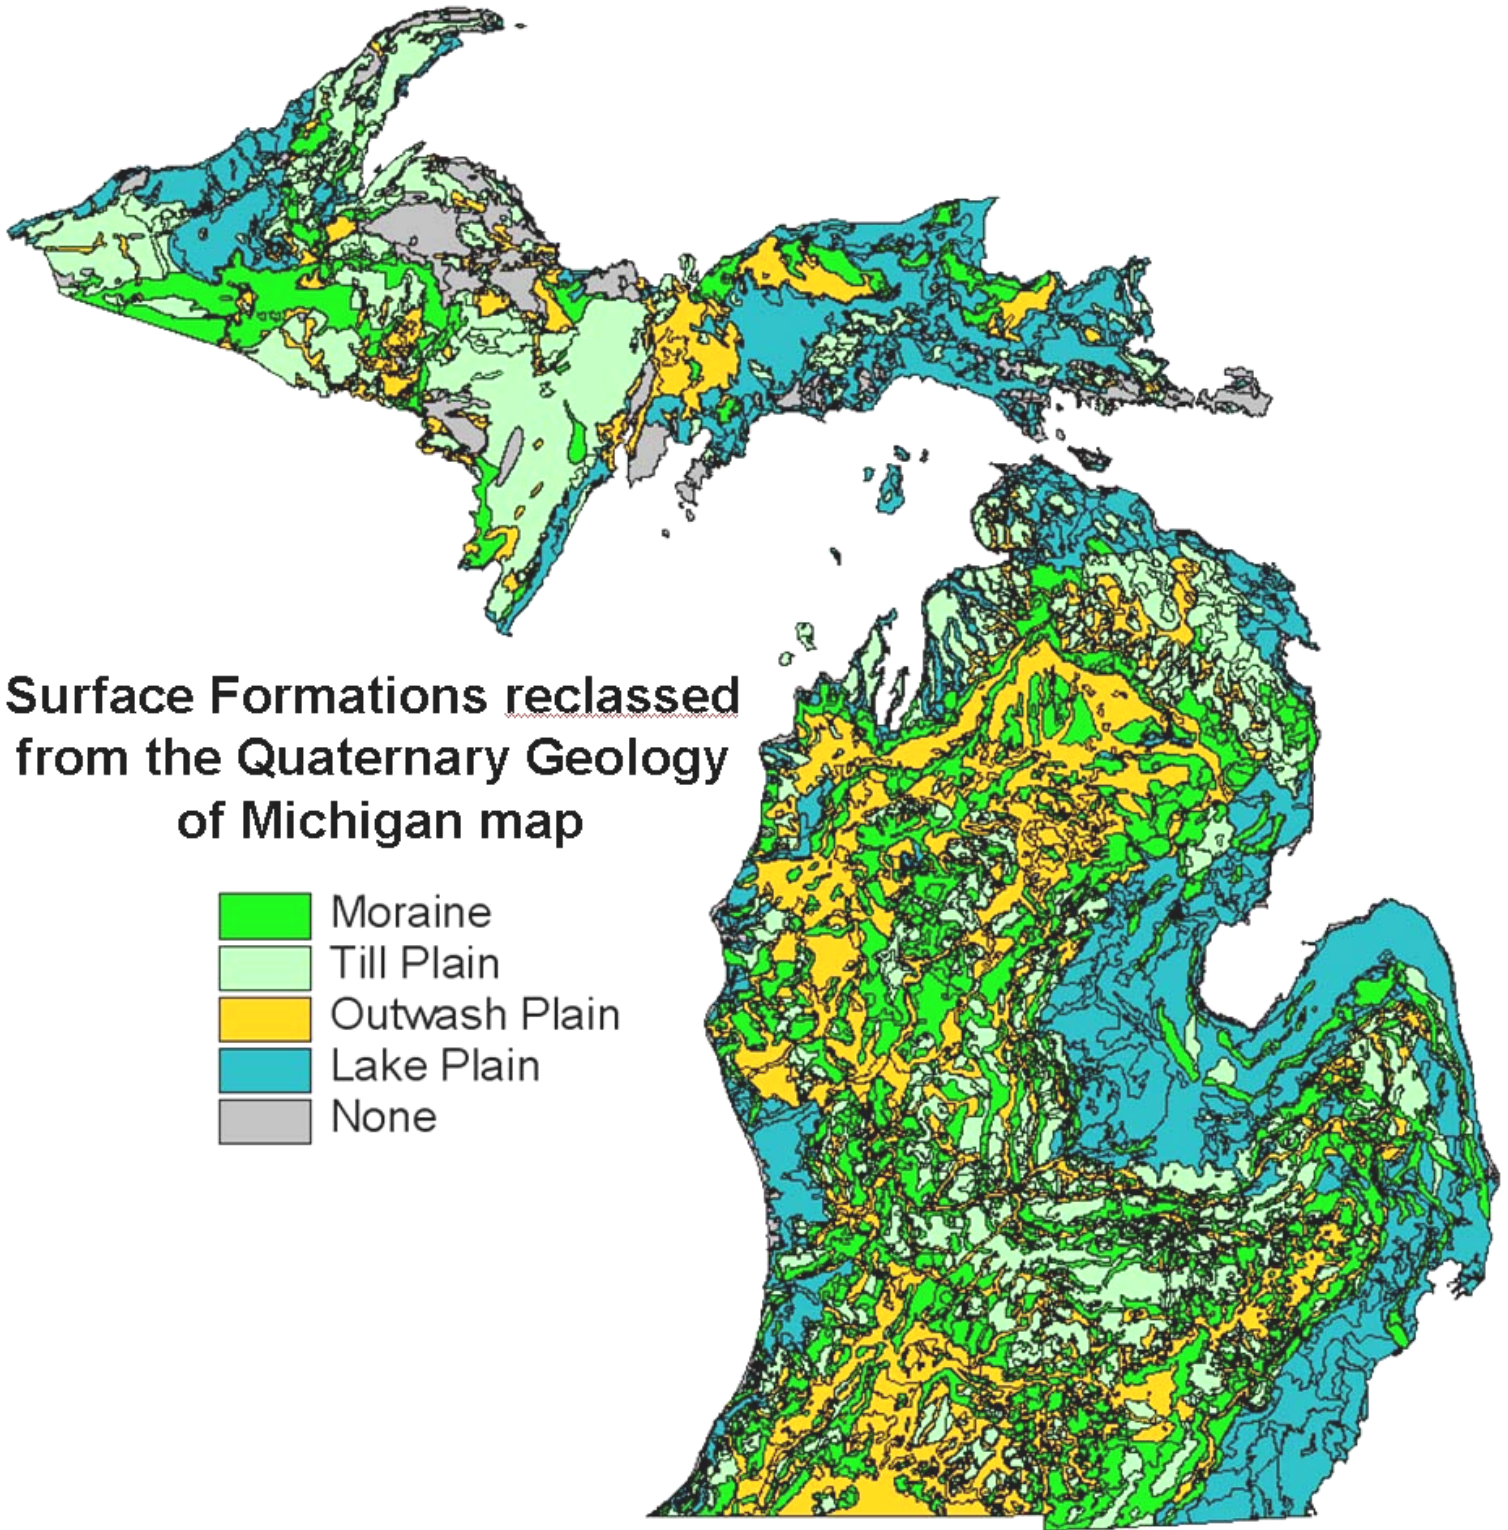 Surface Formations reclassed
from the Quaternary Geology
of Michigan map
Moraine
Till Plain
Outwash Plain
Lake Plain
None